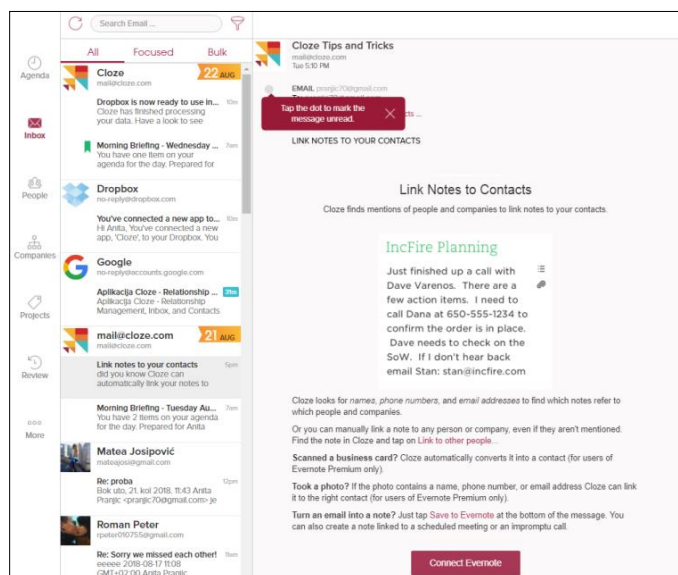 Search Email ...
All Focused Bulk
Agenda
Inbox
People
Companies
Projects
Review
More
Cloze
22 AUG
mail@cloze.com
Dropbox is now ready to use in... 10m
Cloze has finished processing
your data. Have a look to see
Morning Briefing - Wednesday ... 7am
You have one item on your
agenda for the day. Prepared for
Dropbox
no-reply@dropbox.com
You've connected a new app to... 10m
Hi Anita, You've connected a new
app, 'Cloze', to your Dropbox. You
Google
no-reply@accounts.google.com
Aplikacija Cloze - Relationship ... 21m
Aplikacija Cloze - Relationship
Management, Inbox, and Contacts
mail@cloze.com
21 AUG
mail@cloze.com
Link notes to your contacts 5pm
did you know Cloze can
automatically link your notes to
Morning Briefing - Tuesday Au... 7am
You have 2 items on your agenda
for the day. Prepared for Anita
Matea Josipović
mateajosi@gmail.com
Re: proba 12pm
Bok uto, 21. kol 2018. 11:43 Anita
Pranjic <pranjic70@gmail.com> je
Roman Peter
rpeter010755@gmail.com
Re: Sorry we missed each other! 11am
eeeee 2018-08-17 11:08
GMT+02:00 Anita Pranjic
Cloze Tips and Tricks
mail@cloze.com
Tue 5:10 PM
EMAIL pranjic70@gmail.com
Tap the dot to mark the
message unread.
LINK NOTES TO YOUR CONTACTS
Link Notes to Contacts
Cloze finds mentions of people and companies to link notes to your contacts.
IncFire Planning
Just finished up a call with
Dave Varenos. There are a
few action items. I need to
call Dana at 650-555-1234 to
confirm the order is in place.
Dave needs to check on the
SoW. If I don't hear back
email Stan: stan@incfire.com
Cloze looks for names, phone numbers, and email addresses to find which notes refer to
which people and companies.
Or you can manually link a note to any person or company, even if they aren't mentioned.
Find the note in Cloze and tap on Link to other people...
Scanned a business card? Cloze automatically converts it into a contact (for users of
Evernote Premium only).
Took a photo? If the photo contains a name, phone number, or email address Cloze can link
it to the right contact (for users of Evernote Premium only).
Turn an email into a note? Just tap Save to Evernote at the bottom of the message. You
can also create a note linked to a scheduled meeting or an impromptu call.
Connect Evernote